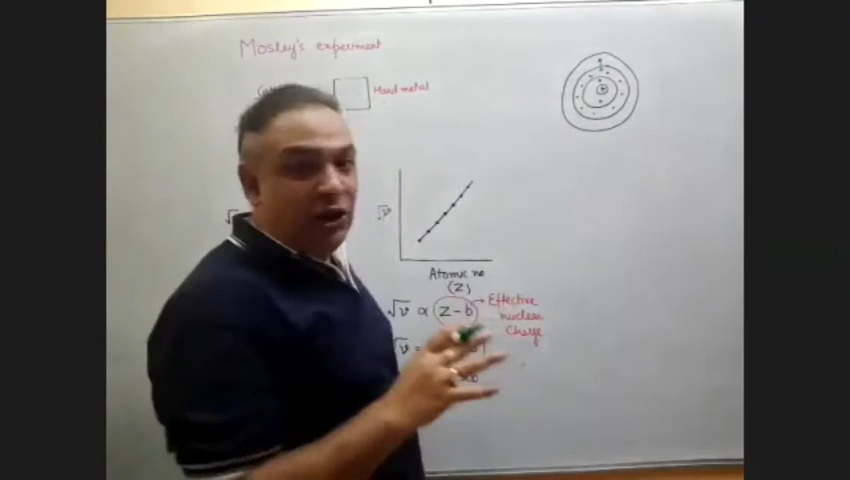 Mosley's experiment
Hard metal
√ν
Atomic no
(Z)
√ν ∝ (Z-b) → Effective
nuclear
Charge
√ν =